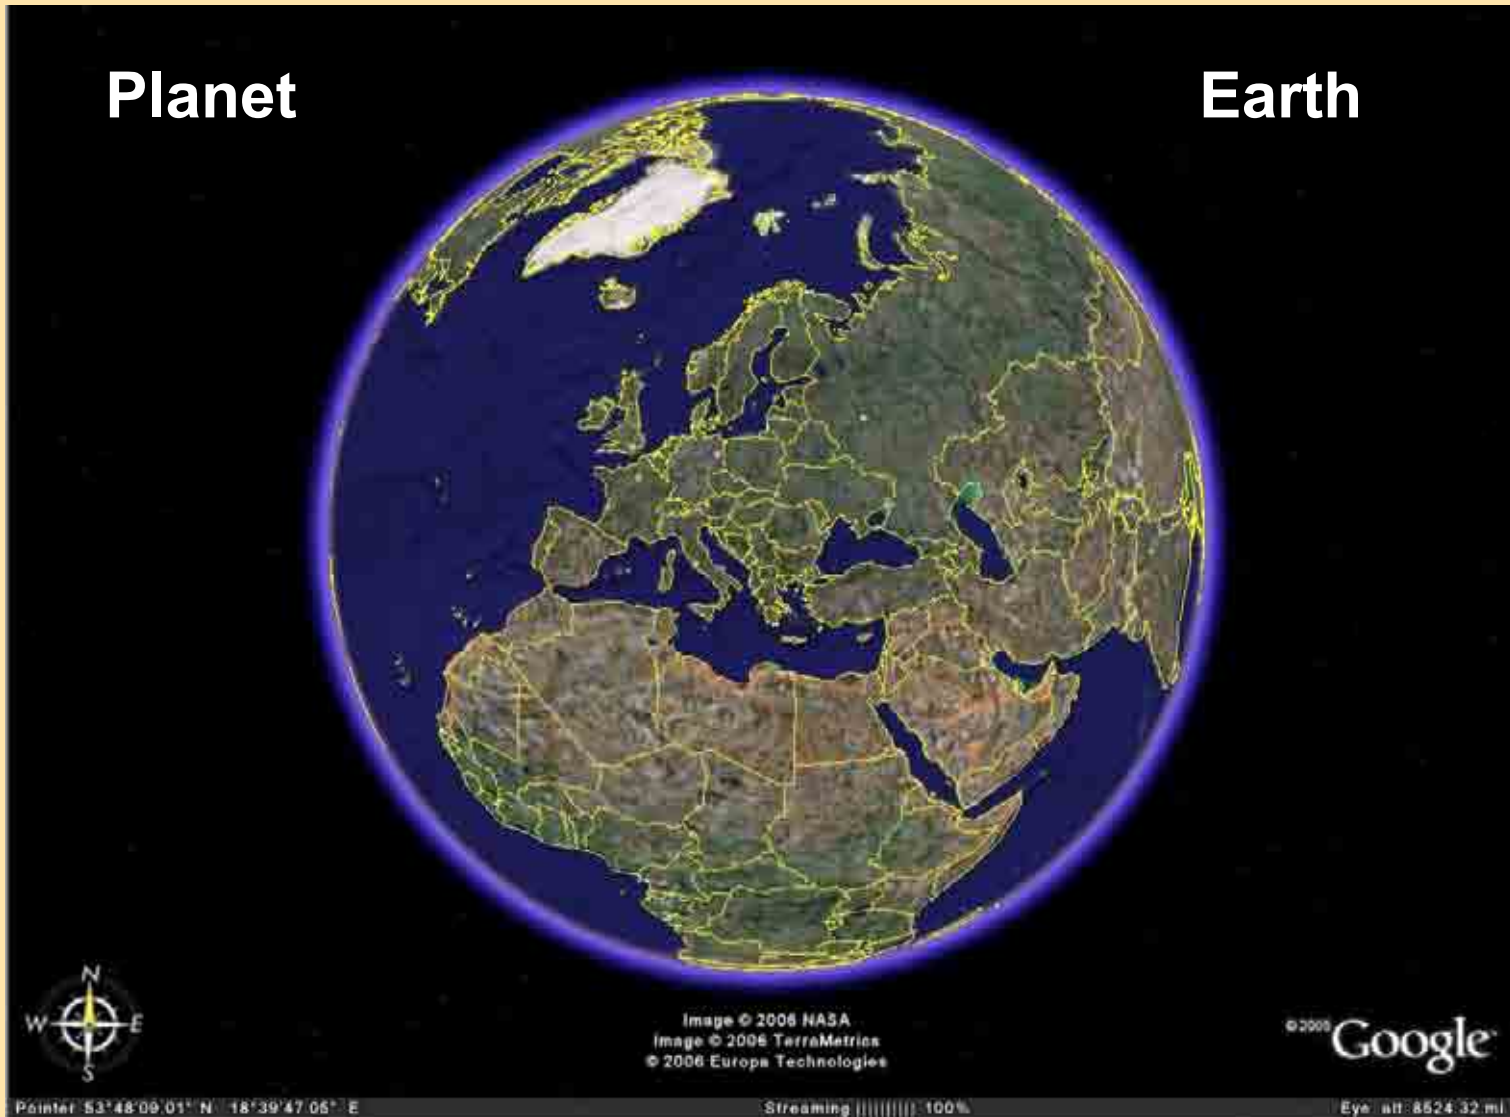 Planet Earth
N
W E
S
Image © 2006 NASA
Image © 2006 TerraMetrics
© 2006 Europa Technologies
Google
Pointer 53°48'09.01" N 18°39'47.05" E Streaming |||||||||| 100% Eye alt 8524.32 mi